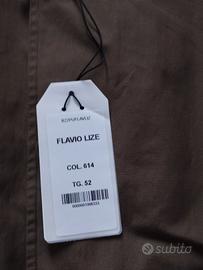 FLAVIO LIZE
COL. 614
TG. 52
subito